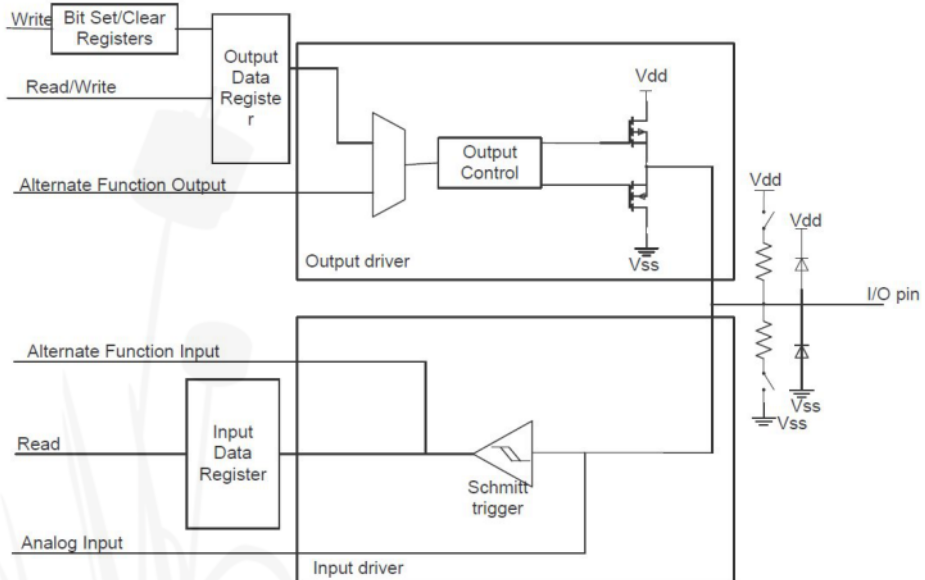 Write
Bit Set/Clear
Registers
Output
Data
Registe
r
Read/Write
Alternate Function Output
Vdd
Output
Control
Vss
Output driver
Vdd
Vdd
I/O pin
Vss
Vss
Alternate Function Input
Read
Input
Data
Register
Schmitt
trigger
Analog Input
Input driver